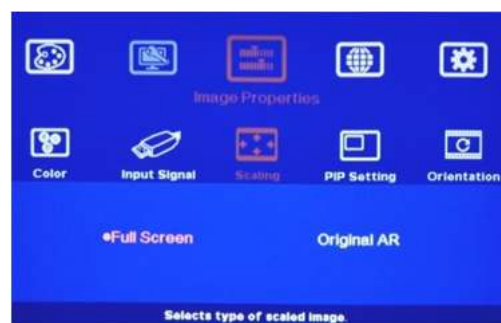 Image Properties
Color Input Signal Scaling PIP Setting Orientation
•Full Screen Original AR
Selects type of scaled image.